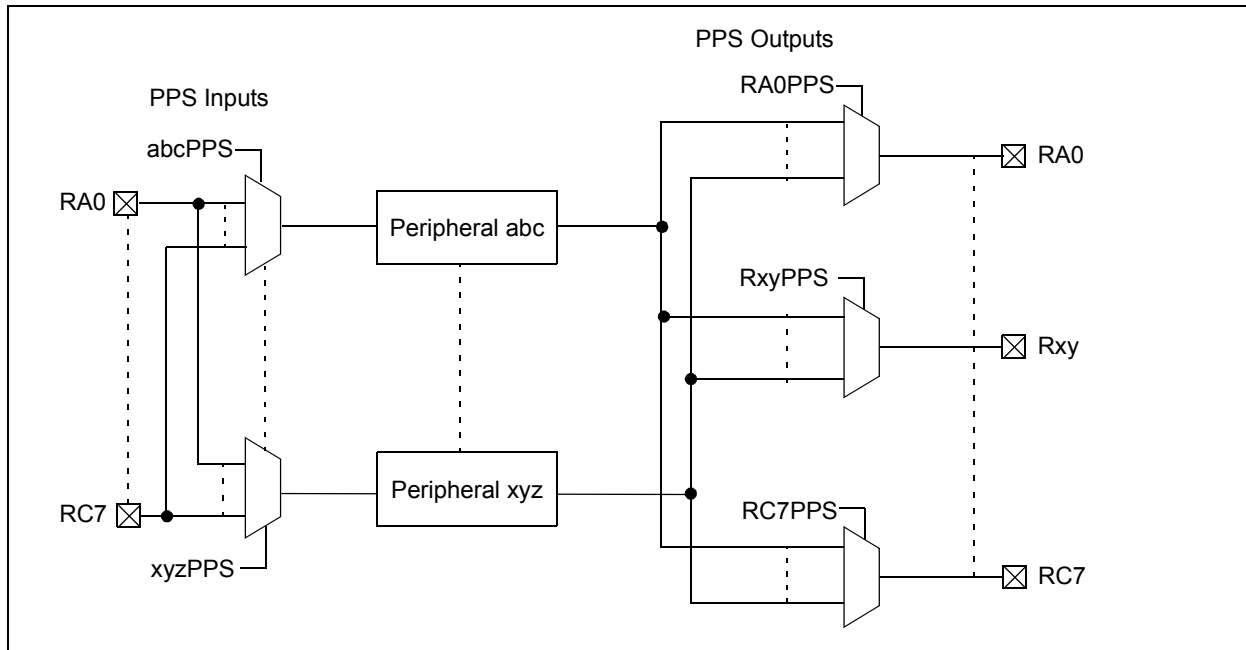 PPS Outputs
RA0PPS
PPS Inputs
abcPPS
RA0
RA0
Peripheral abc
RxyPPS
Rxy
Peripheral xyz
RC7PPS
RC7
xyzPPS
RC7